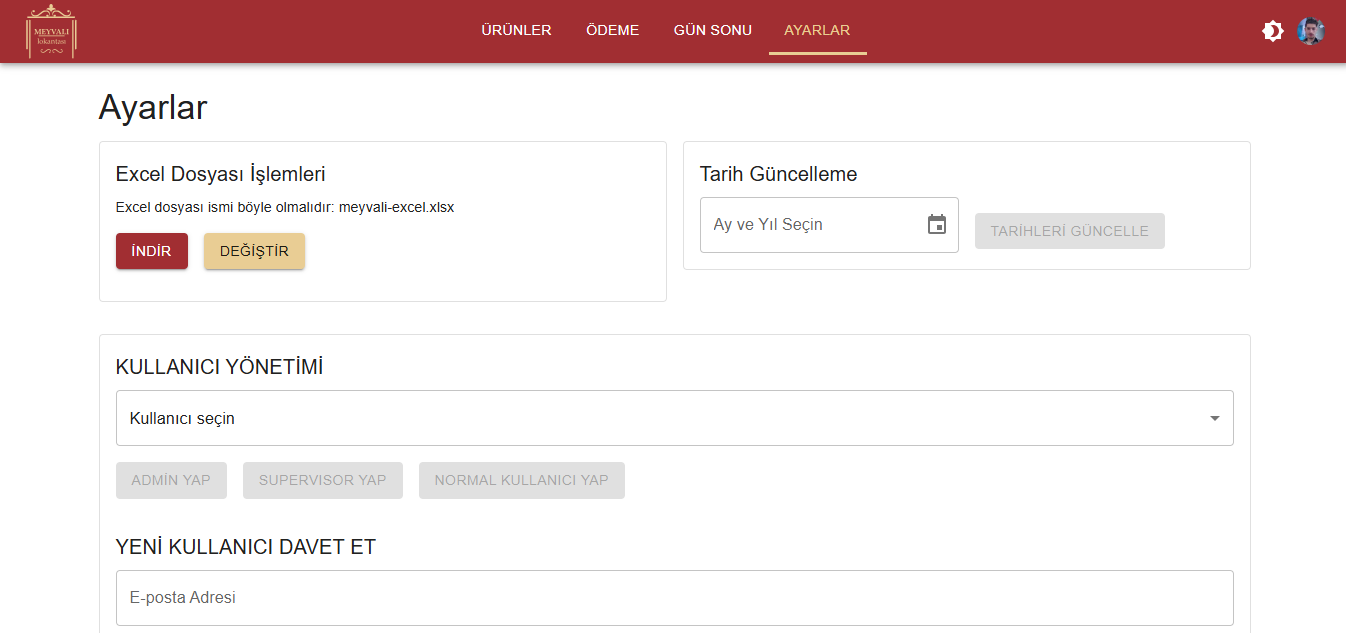 MEYVALI
lokantası
ÜRÜNLER
ÖDEME
GÜN SONU
AYARLAR
Ayarlar
Excel Dosyası İşlemleri
Excel dosyası ismi böyle olmalıdır: meyvali-excel.xlsx
İNDİR
DEĞİŞTİR
Tarih Güncelleme
Ay ve Yıl Seçin
TARİHLERİ GÜNCELLE
KULLANICI YÖNETİMİ
Kullanıcı seçin
ADMİN YAP
SUPERVISOR YAP
NORMAL KULLANICI YAP
YENİ KULLANICI DAVET ET
E-posta Adresi